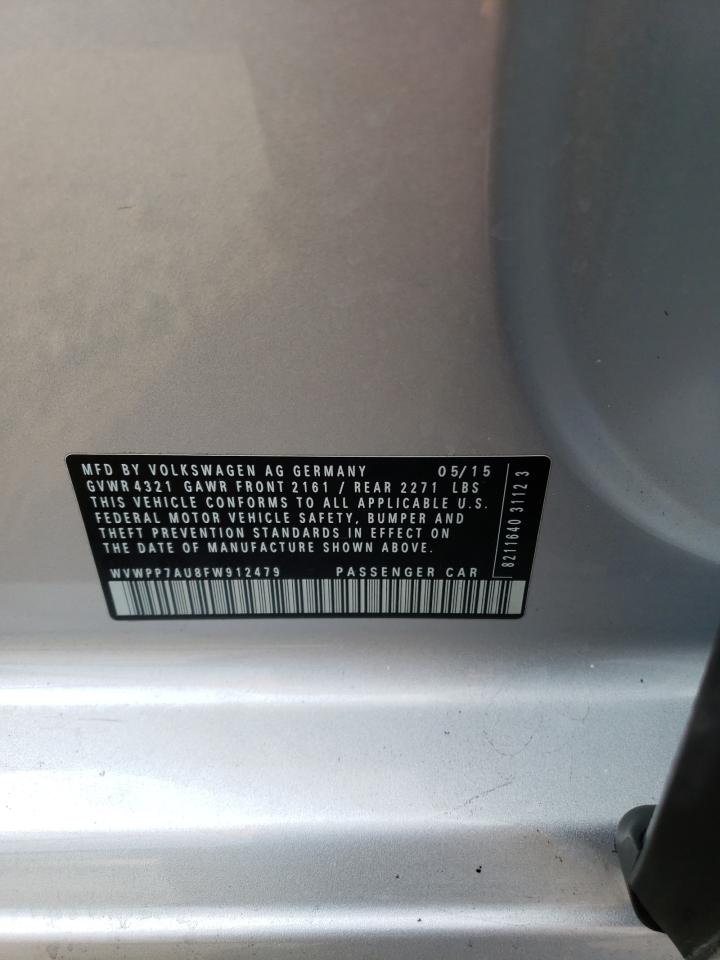 MFD BY VOLKSWAGEN AG GERMANY 05/15
GVWR 4321 GAWR FRONT 2161 / REAR 2271 LBS
THIS VEHICLE CONFORMS TO ALL APPLICABLE U.S.
FEDERAL MOTOR VEHICLE SAFETY, BUMPER AND
THEFT PREVENTION STANDARDS IN EFFECT ON
THE DATE OF MANUFACTURE SHOWN ABOVE.
WVWPP7AU8FW912479 PASSENGER CAR
8211640 3112 3